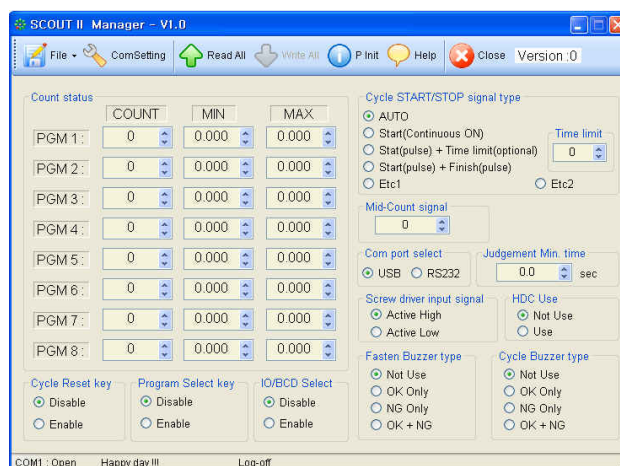 SCOUT II Manager - V1.0
File ComSetting Read All Write All P Init Help Close Version :0
Count status
COUNT MIN MAX
PGM 1 : 0 0.000 0.000
PGM 2 : 0 0.000 0.000
PGM 3 : 0 0.000 0.000
PGM 4 : 0 0.000 0.000
PGM 5 : 0 0.000 0.000
PGM 6 : 0 0.000 0.000
PGM 7 : 0 0.000 0.000
PGM 8 : 0 0.000 0.000
Cycle Reset key
Disable
Enable
Program Select key
Disable
Enable
IO/BCD Select
Disable
Enable
Cycle START/STOP signal type
AUTO
Start(Continuous ON)
Stat(pulse) + Time limit(optional)
Start(pulse) + Finish(pulse)
Etc1 Etc2
Time limit
0
Mid-Count signal
0
Com port select
USB RS232
Judgement Min. time
0.0 sec
Screw driver input signal
Active High
Active Low
HDC Use
Not Use
Use
Fasten Buzzer type
Not Use
OK Only
NG Only
OK + NG
Cycle Buzzer type
Not Use
OK Only
NG Only
OK + NG
COM1 : Open Happy day !!! Log-off